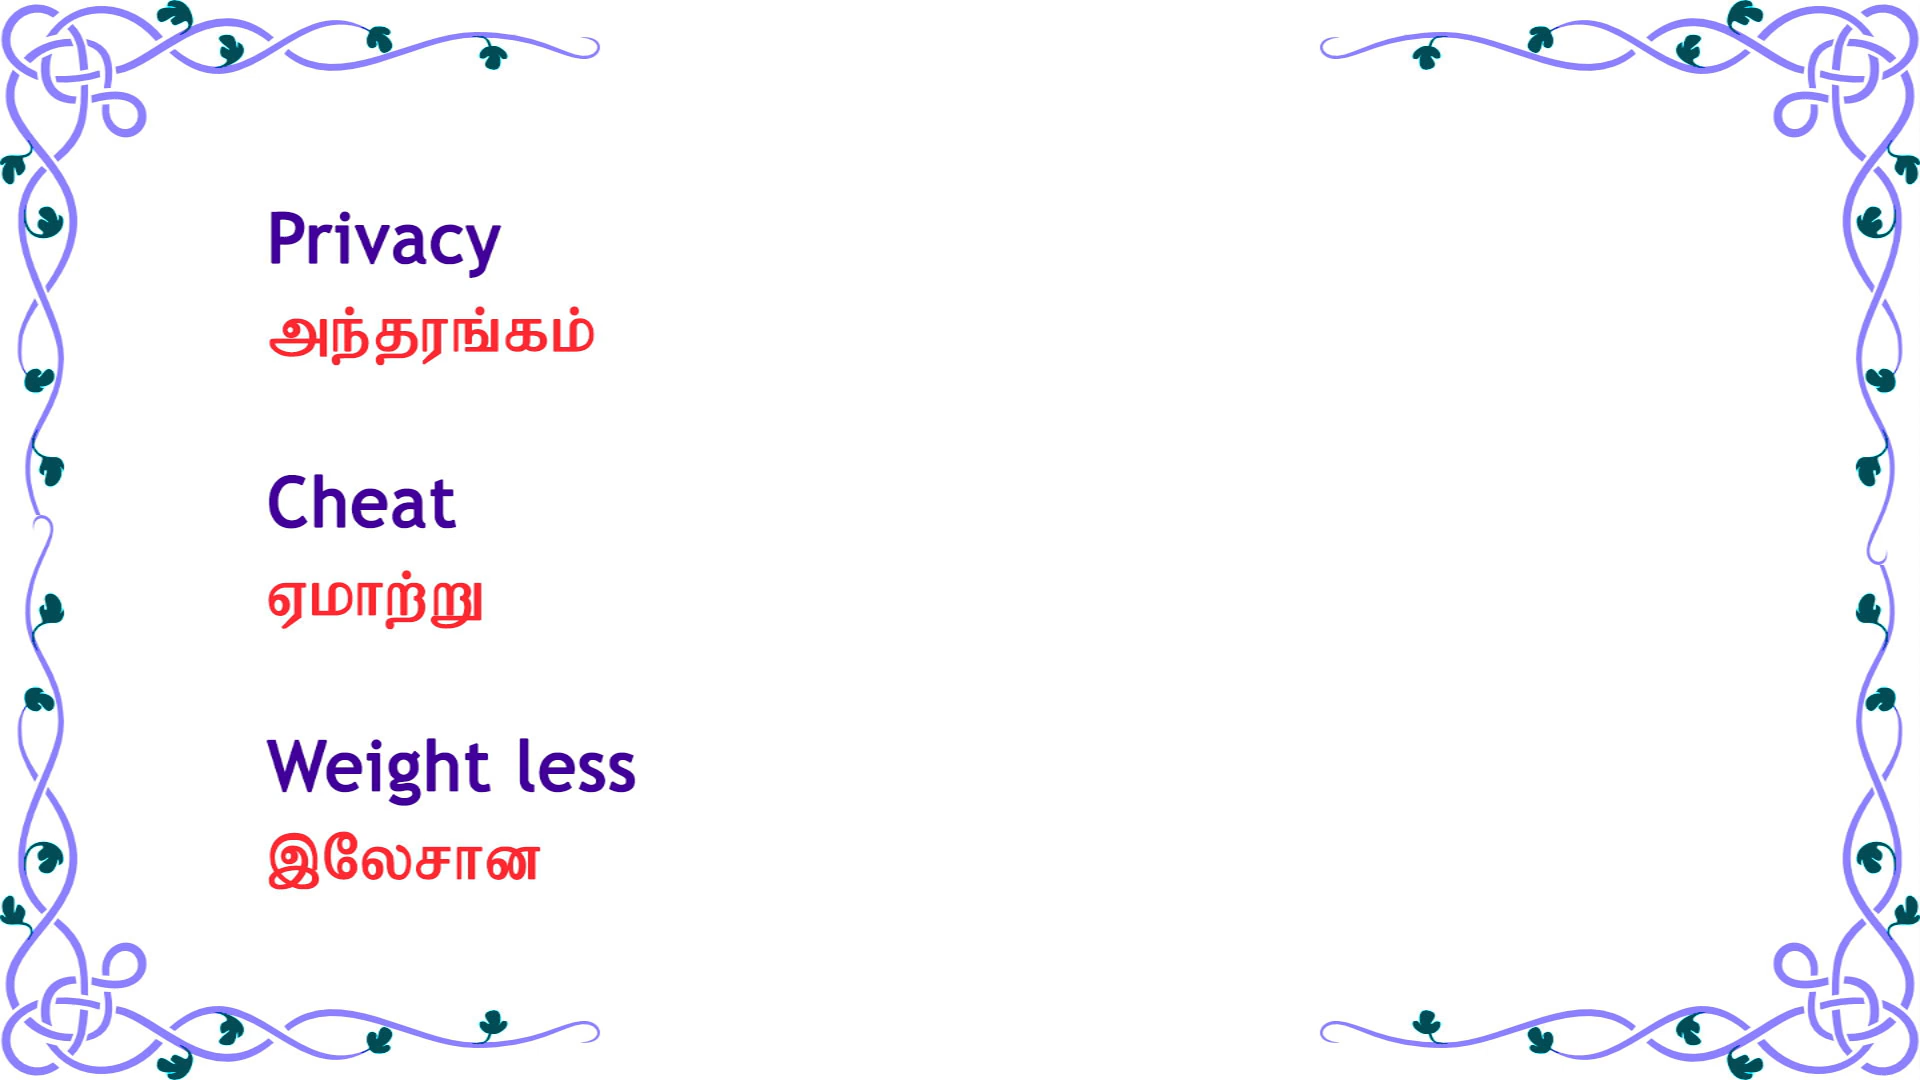 Privacy
அந்தரங்கம்
Cheat
ஏமாற்று
Weight less
இலேசான